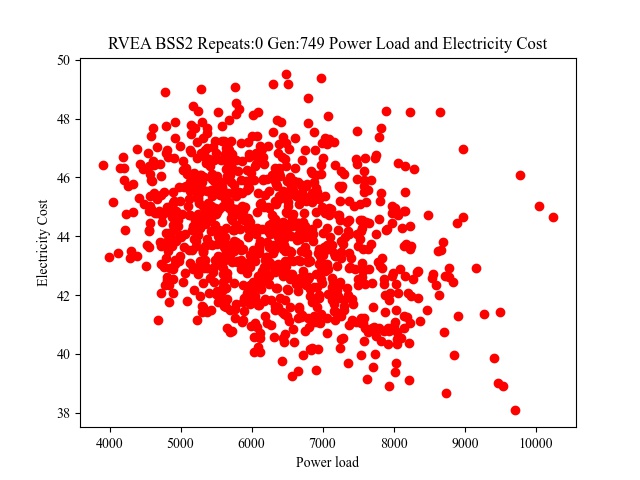 RVEA BSS2 Repeats:0 Gen:749 Power Load and Electricity Cost
50
48
46
44
42
40
38
Electricity Cost
4000 5000 6000 7000 8000 9000 10000
Power load